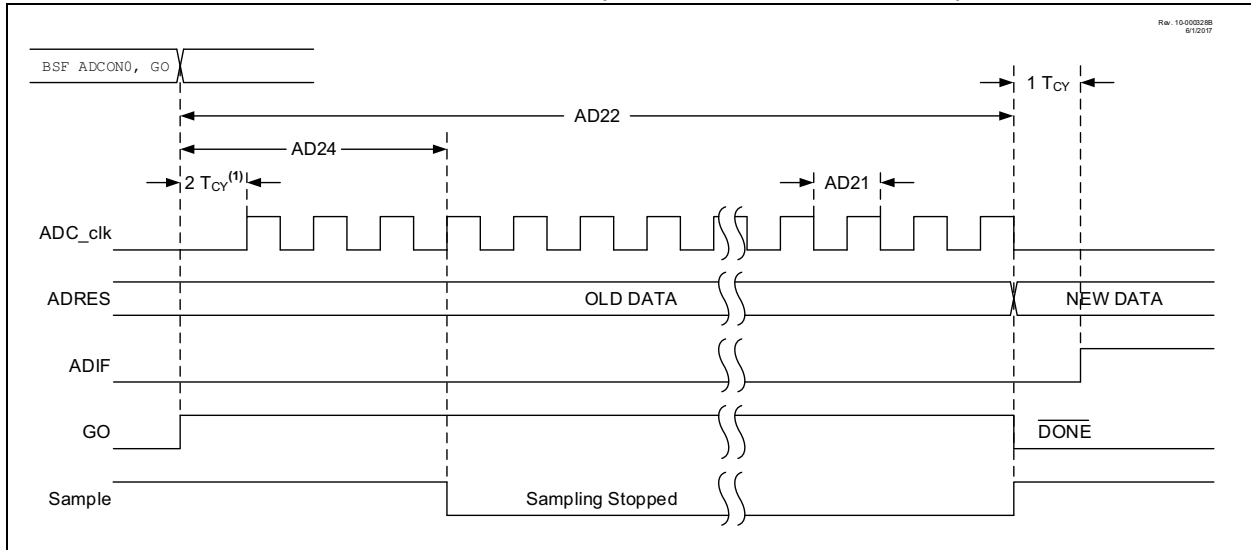 Rev. 10-000328B
6/1/2017
BSF ADCON0, GO
1 TCY
AD22
AD24
2 TCY(1)
AD21
ADC_clk
ADRES
OLD DATA
NEW DATA
ADIF
GO
DONE
Sample
Sampling Stopped